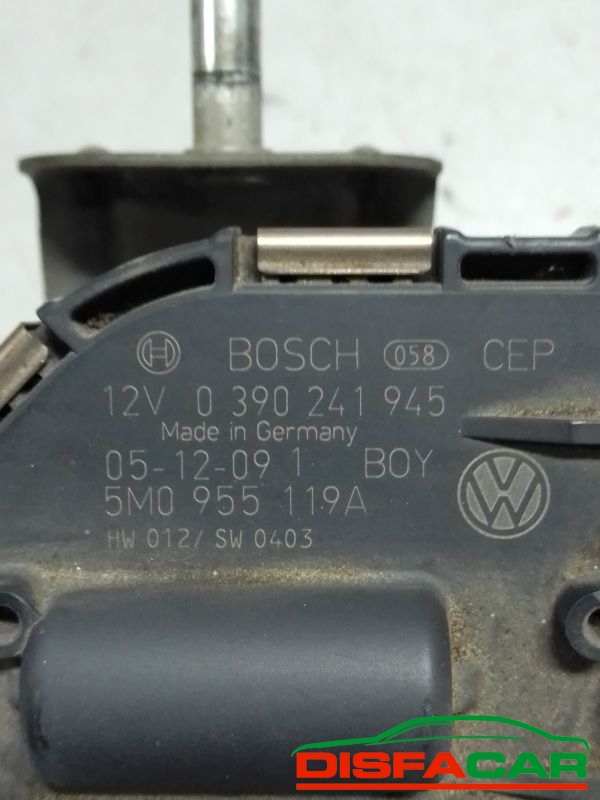 BOSCH 058 CEP
12V 0 390 241 945
Made in Germany
05-12-09 1 BOY
5M0 955 119A
HW 012/ SW 0403
DISFACAR